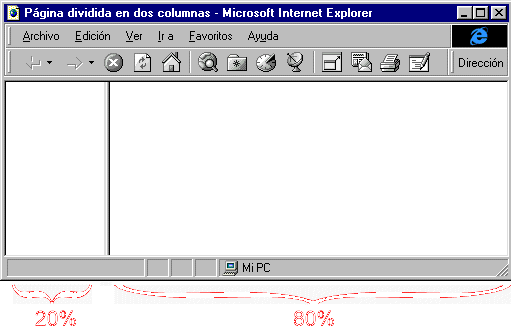 Página dividida en dos columnas - Microsoft Internet Explorer
Archivo Edición Ver Ir a Favoritos Ayuda
Dirección
Mi PC
20% 80%